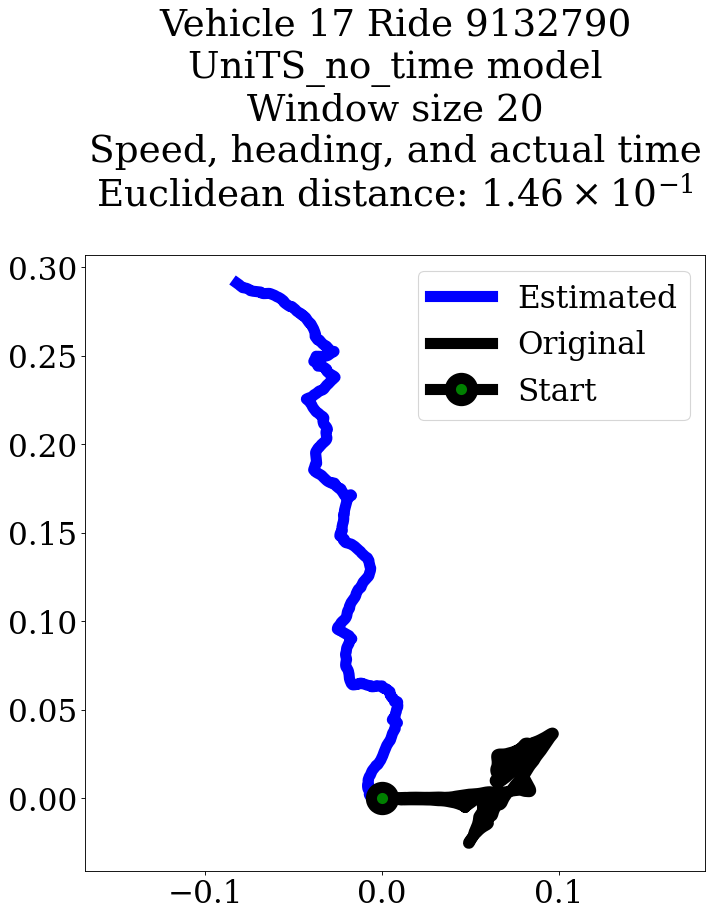 Vehicle 17 Ride 9132790
UniTS_no_time model
Window size 20
Speed, heading, and actual time
Euclidean distance: 1.46 × 10⁻¹
Estimated
Original
Start
0.30
0.25
0.20
0.15
0.10
0.05
0.00
−0.1
0.0
0.1